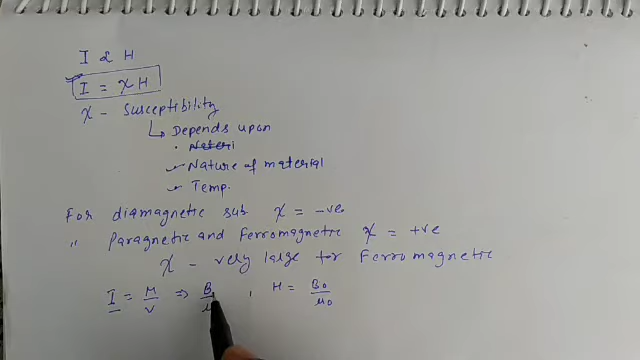 I α H
I = χ H
χ - Susceptibility
↳ Depends upon
• Nature of material
✓ Temp.
For diamagnetic sub χ = -ve
" Paragnetic and Ferromagnetic χ = +ve
χ - very large for Ferromagnetic
I = M/V ⇒ B , H = B₀/μ₀